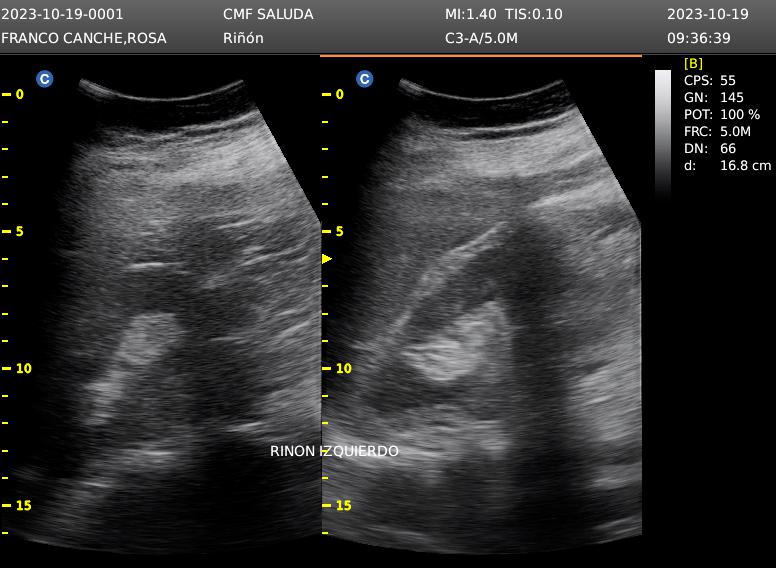 2023-10-19-0001 CMF SALUDA MI:1.40 TIS:0.10 2023-10-19
FRANCO CANCHE,ROSA Riñón C3-A/5.0M 09:36:39
C C
[B]
CPS: 55
GN: 145
POT: 100 %
FRC: 5.0M
DN: 66
d: 16.8 cm
0 0
5 5
10 10
RINON IZQUIERDO
15 15